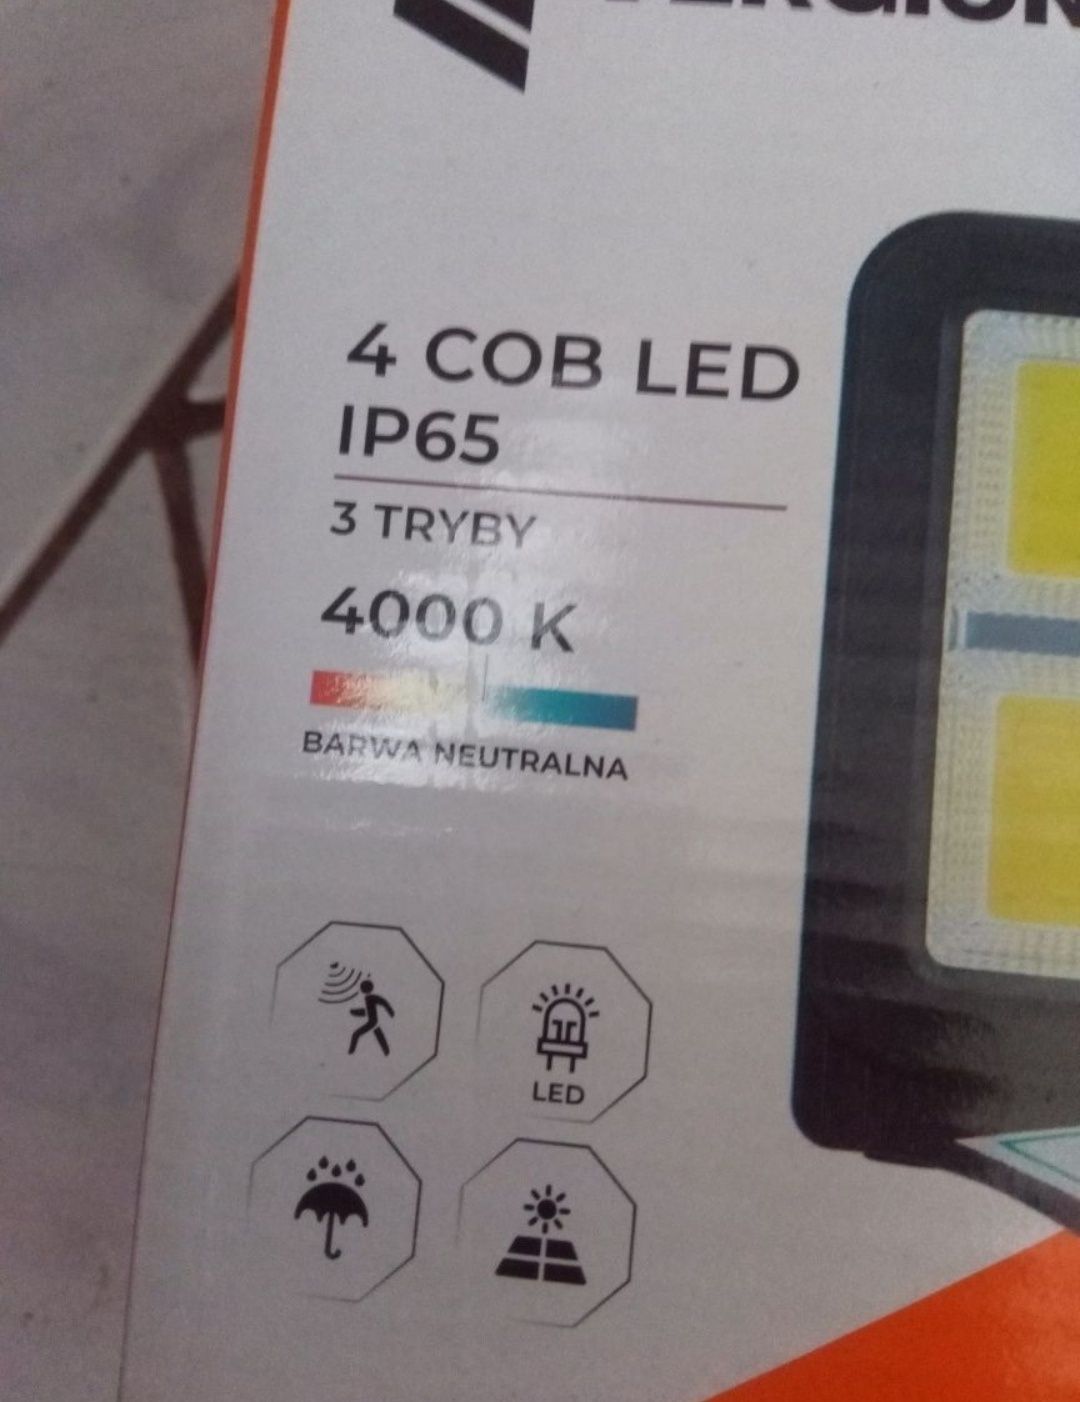 4 COB LED
IP65
3 TRYBY
4000 K
BARWA NEUTRALNA
LED